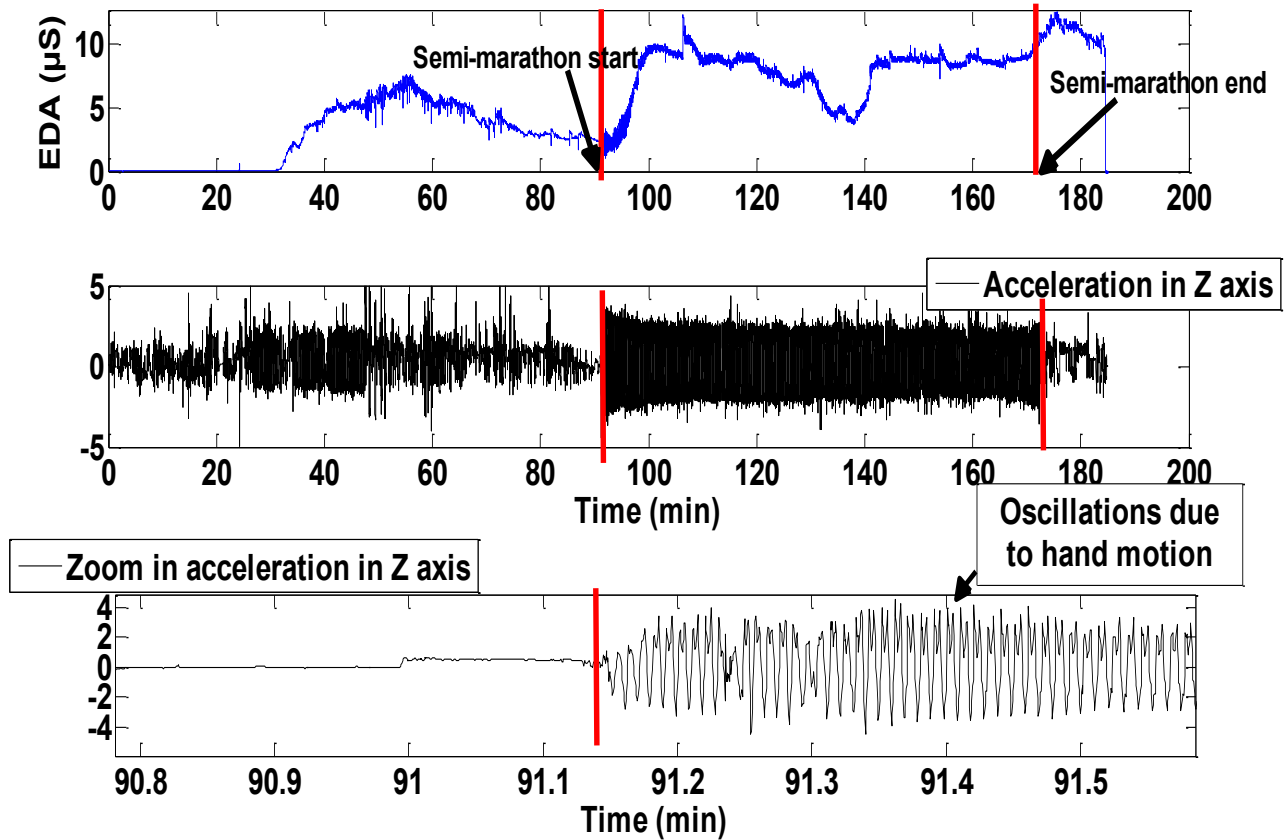 EDA (µS)
10
5
0
Semi-marathon start
Semi-marathon end
0 20 40 60 80 100 120 140 160 180 200
Acceleration in Z axis
5
0
-5
0 20 40 60 80 100 120 140 160 180 200
Time (min)
Oscillations due
to hand motion
Zoom in acceleration in Z axis
4
2
0
-2
-4
90.8 90.9 91 91.1 91.2 91.3 91.4 91.5
Time (min)